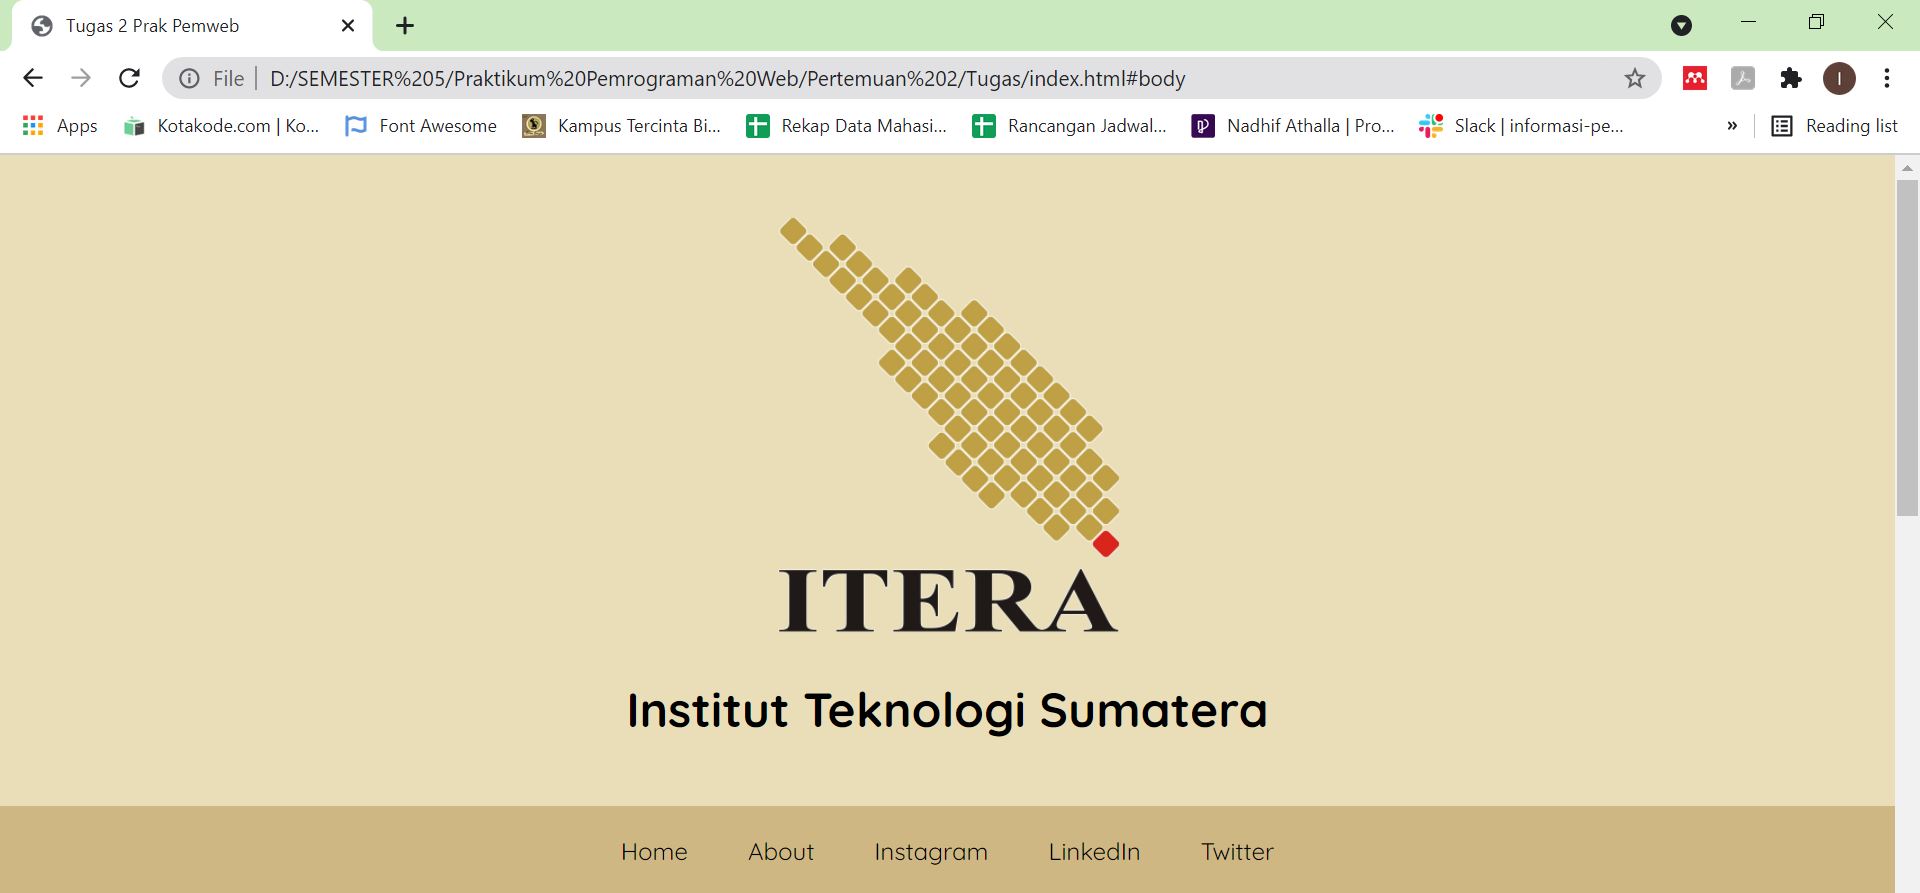 Tugas 2 Prak Pemweb
File D:/SEMESTER%205/Praktikum%20Pemrograman%20Web/Pertemuan%202/Tugas/index.html#body I
Apps Kotakode.com | Ko... Font Awesome Kampus Tercinta Bi... Rekap Data Mahasi... Rancangan Jadwal... Nadhif Athalla | Pro... Slack | informasi-pe... » Reading list
ITERA
Institut Teknologi Sumatera
Home About Instagram LinkedIn Twitter